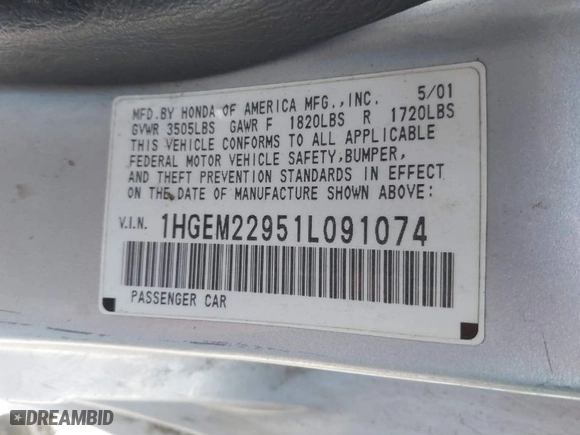 MFD.BY HONDA OF AMERICA MFG.,INC. 5/01
GVWR 3505LBS GAWR F 1820LBS R 1720LBS
THIS VEHICLE CONFORMS TO ALL APPLICABLE
FEDERAL MOTOR VEHICLE SAFETY,BUMPER,
AND THEFT PREVENTION STANDARDS IN EFFECT
ON THE DATE OF MANUFACTURE SHOWN ABOVE:
V.I.N. 1HGEM22951L091074
PASSENGER CAR
DREAMBID